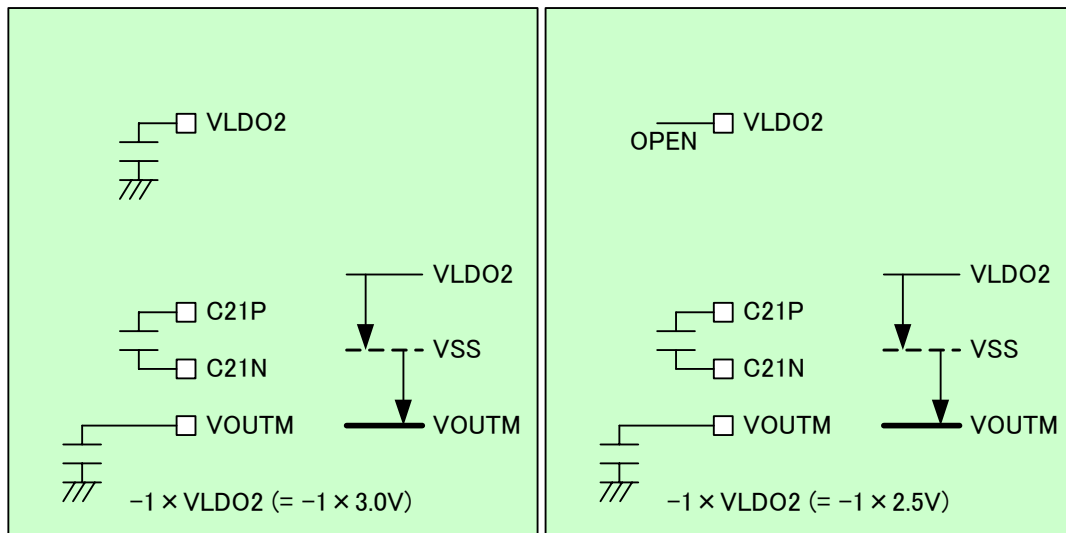 VLDO2
VLDO2
C21P
VSS
C21N
VOUTM
VOUTM
−1×VLDO2 (= −1×3.0V)
VLDO2
OPEN
VLDO2
C21P
VSS
C21N
VOUTM
VOUTM
−1×VLDO2 (= −1×2.5V)